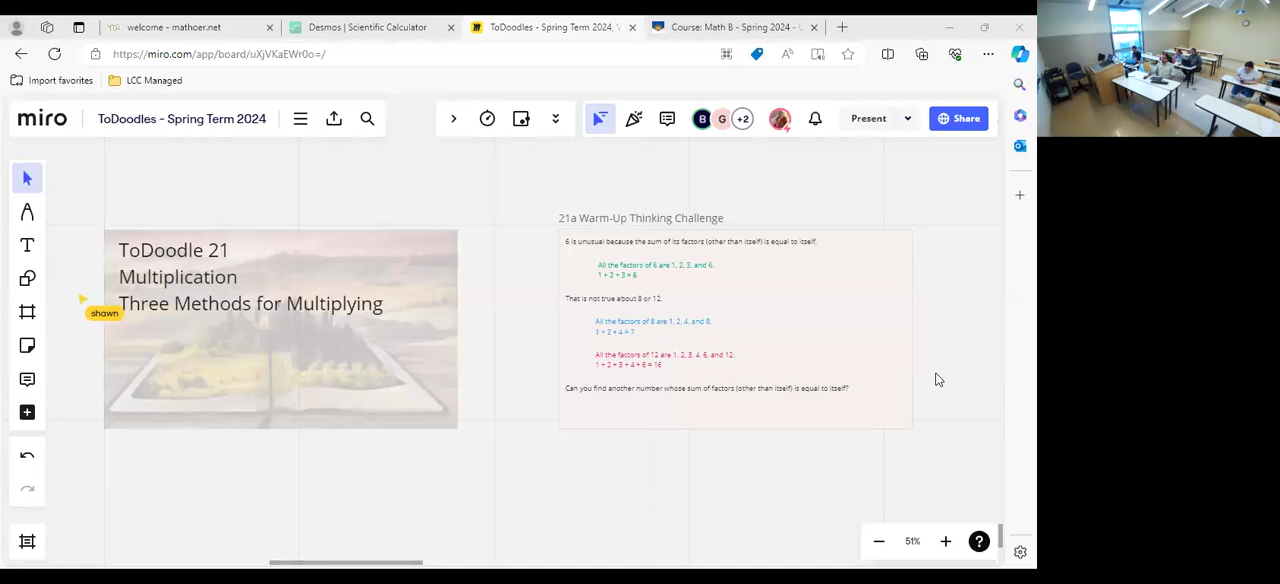 welcome - mathoer.net
Desmos | Scientific Calculator
ToDoodles - Spring Term 2024, 
Course: Math B - Spring 2024 -
https://miro.com/app/board/uXjVKaEWr0o=/
Import favorites
LCC Managed
miro
ToDoodles - Spring Term 2024
B
G
+2
Present
Share
ToDoodle 21
Multiplication
Three Methods for Multiplying
shawn
21a Warm-Up Thinking Challenge
6 is unusual because the sum of its factors (other than itself) is equal to itself.
All the factors of 6 are 1, 2, 3, and 6.
1 + 2 + 3 = 6
That is not true about 8 or 12.
All the factors of 8 are 1, 2, 4, and 8.
1 + 2 + 4 = 7
All the factors of 12 are 1, 2, 3, 4, 6, and 12.
1 + 2 + 3 + 4 + 6 = 16
Can you find another number whose sum of factors (other than itself) is equal to itself?
51%